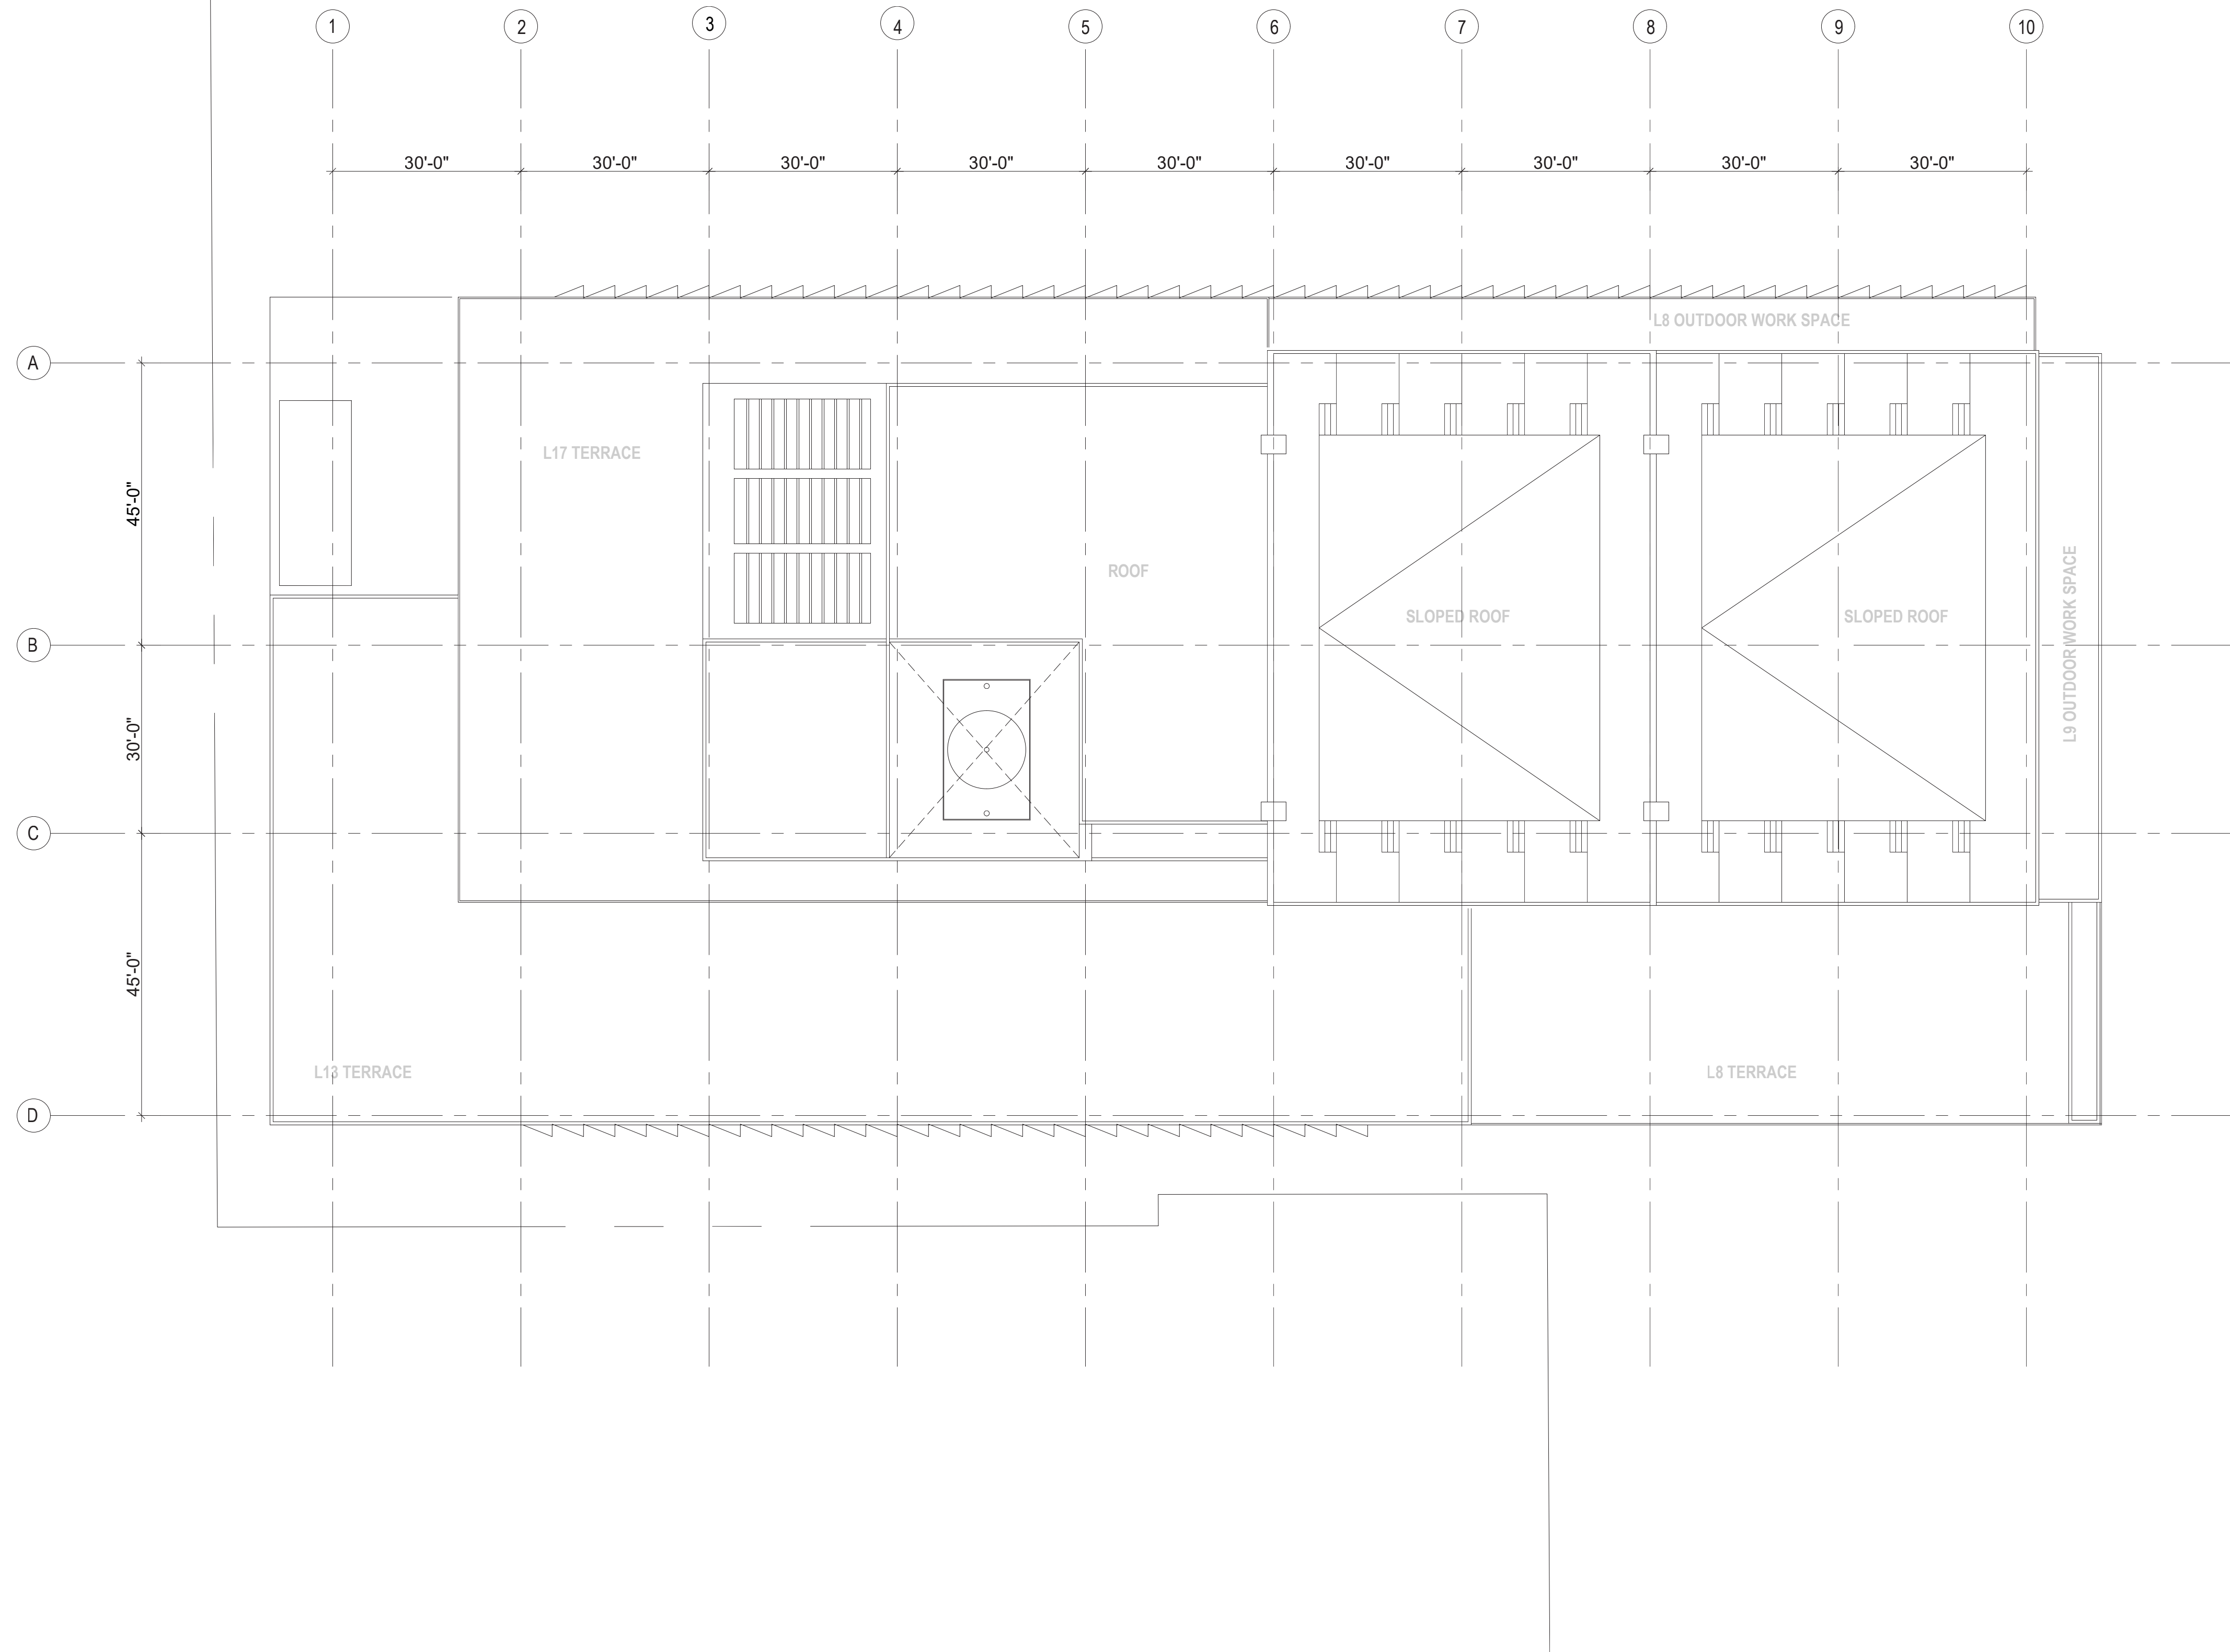 1 2 3 4 5 6 7 8 9 10
30'-0" 30'-0" 30'-0" 30'-0" 30'-0" 30'-0" 30'-0" 30'-0" 30'-0"
L8 OUTDOOR WORK SPACE
A
L17 TERRACE
45'-0"
ROOF
SLOPED ROOF
SLOPED ROOF
L9 OUTDOOR WORK SPACE
B
30'-0"
C
45'-0"
L13 TERRACE
L8 TERRACE
D